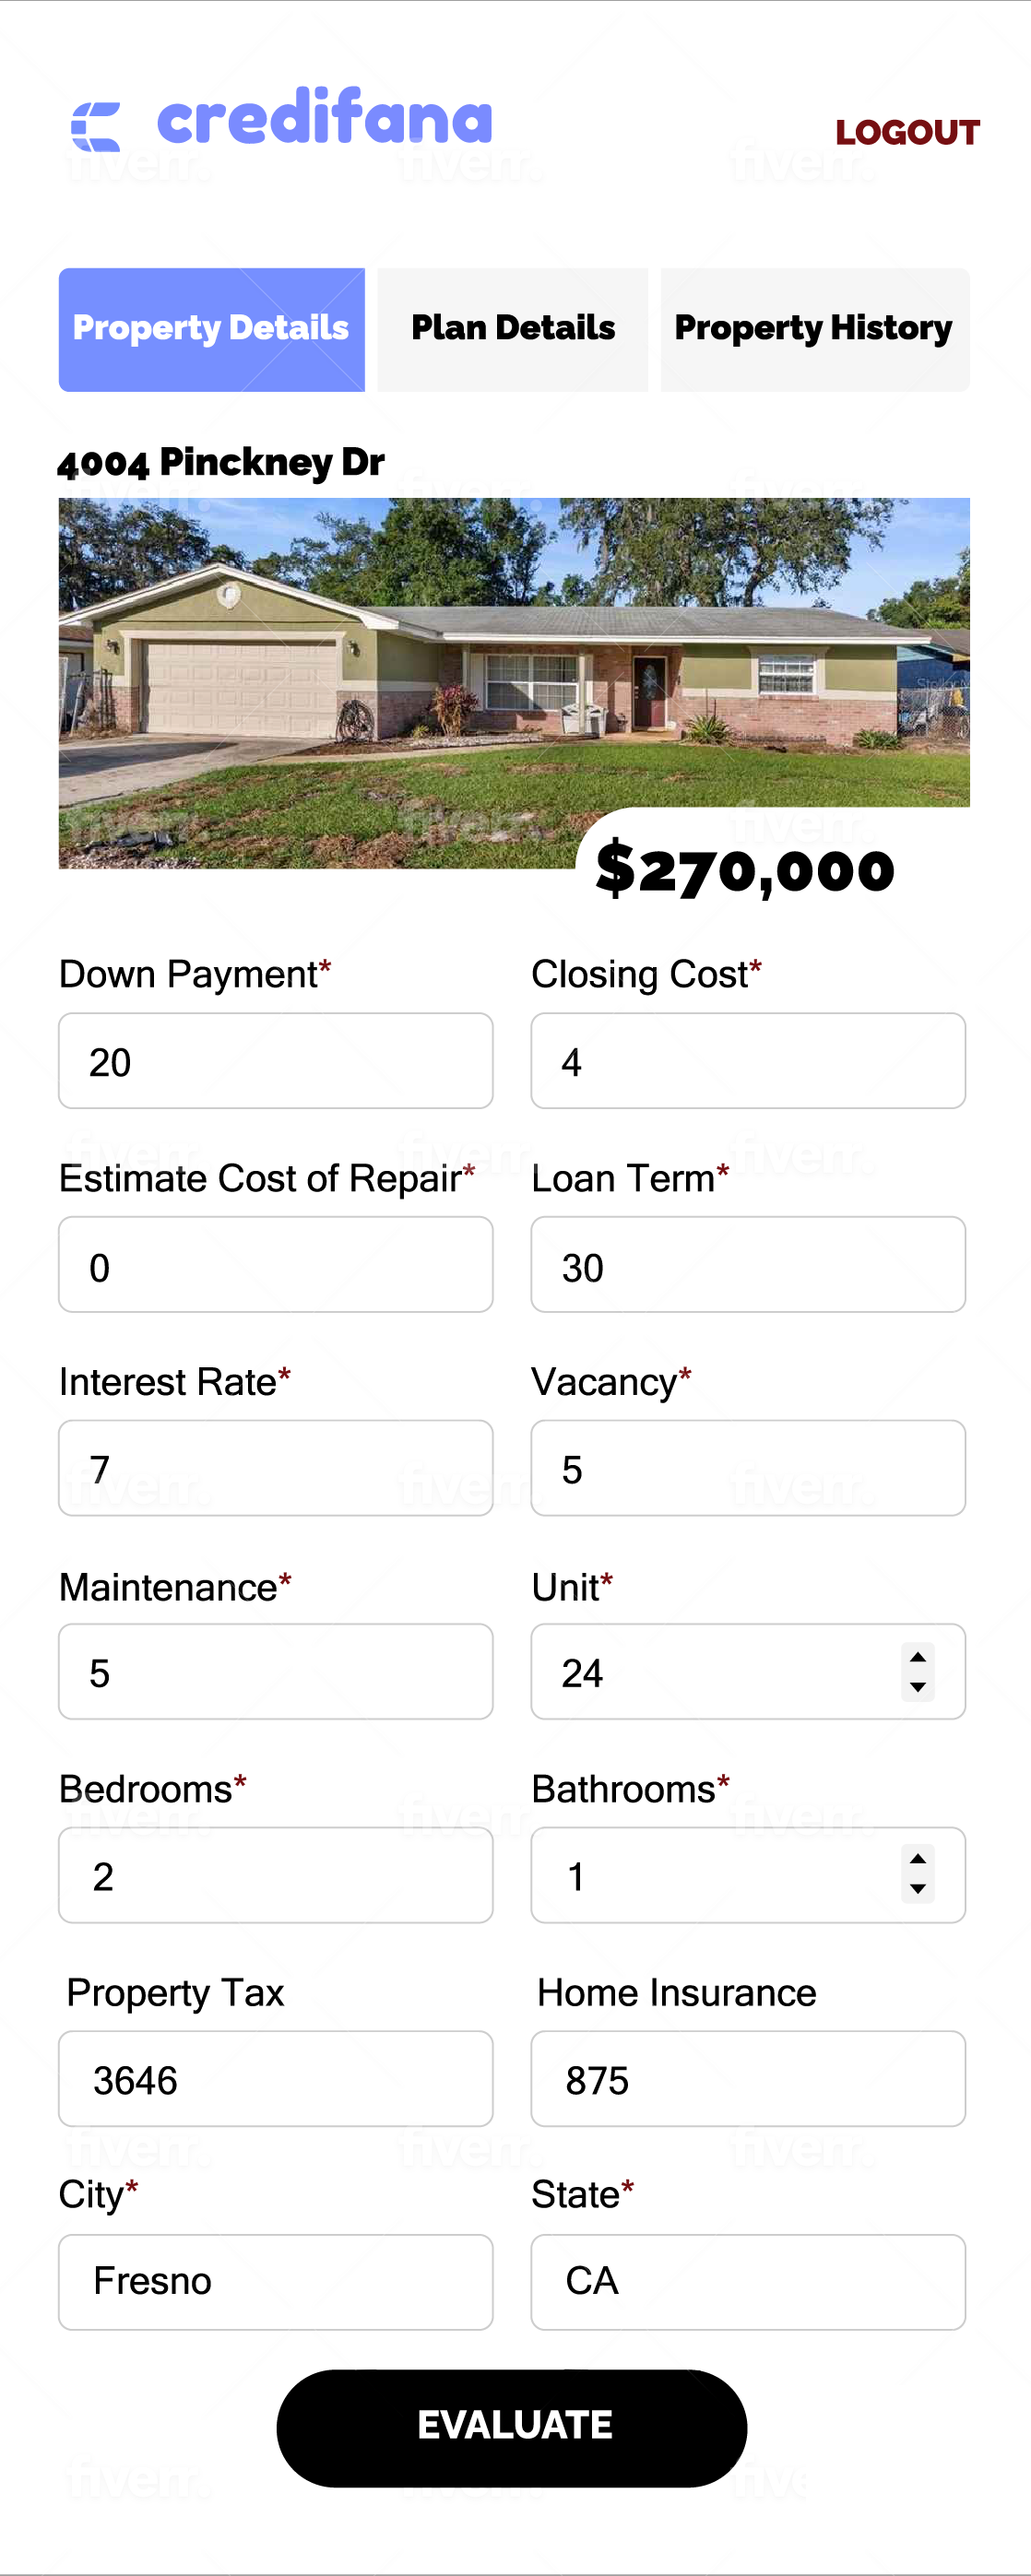 credifana
LOGOUT
Property Details
Plan Details
Property History
4004 Pinckney Dr
$270,000
Down Payment*
Closing Cost*
20
4
Estimate Cost of Repair*
Loan Term*
0
30
Interest Rate*
Vacancy*
7
5
Maintenance*
Unit*
5
24
Bedrooms*
Bathrooms*
2
1
Property Tax
Home Insurance
3646
875
City*
State*
Fresno
CA
EVALUATE
fiverr.